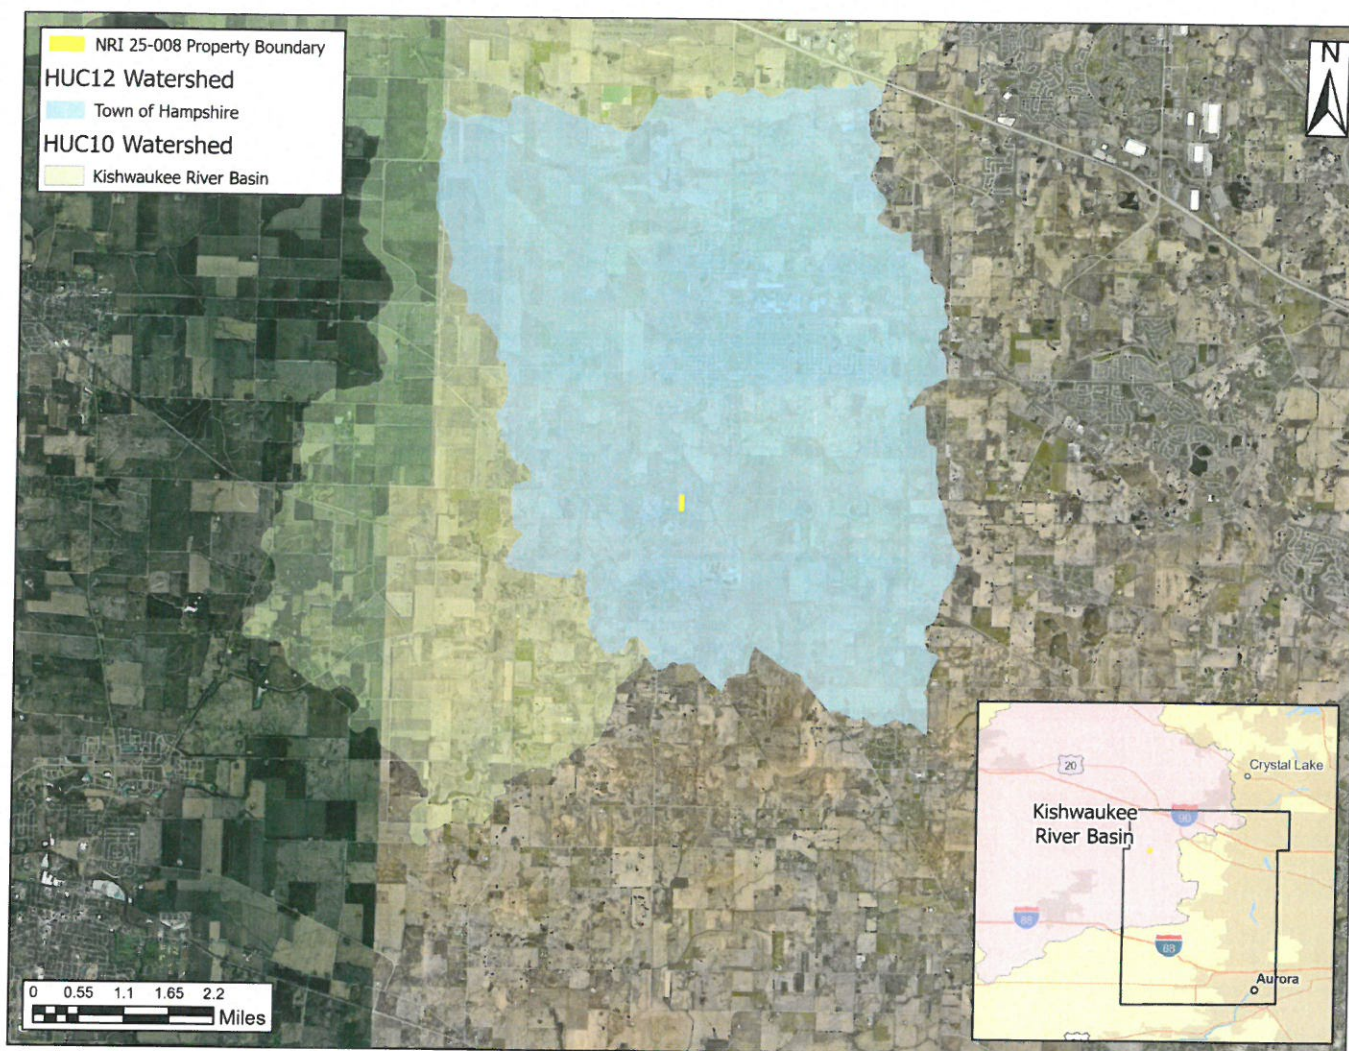 NRI 25-008 Property Boundary
HUC12 Watershed
Town of Hampshire
HUC10 Watershed
Kishwaukee River Basin
N
0 0.55 1.1 1.65 2.2
Miles
20
Crystal Lake
Kishwaukee
River Basin
90
88
88
Aurora